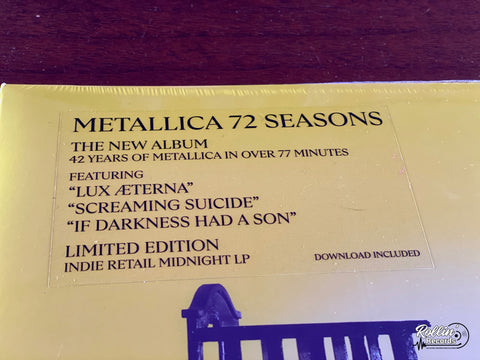 METALLICA 72 SEASONS
THE NEW ALBUM
42 YEARS OF METALLICA IN OVER 77 MINUTES
FEATURING
“LUX ÆTERNA”
“SCREAMING SUICIDE”
“IF DARKNESS HAD A SON”
LIMITED EDITION
INDIE RETAIL MIDNIGHT LP
DOWNLOAD INCLUDED
Rollin
Records